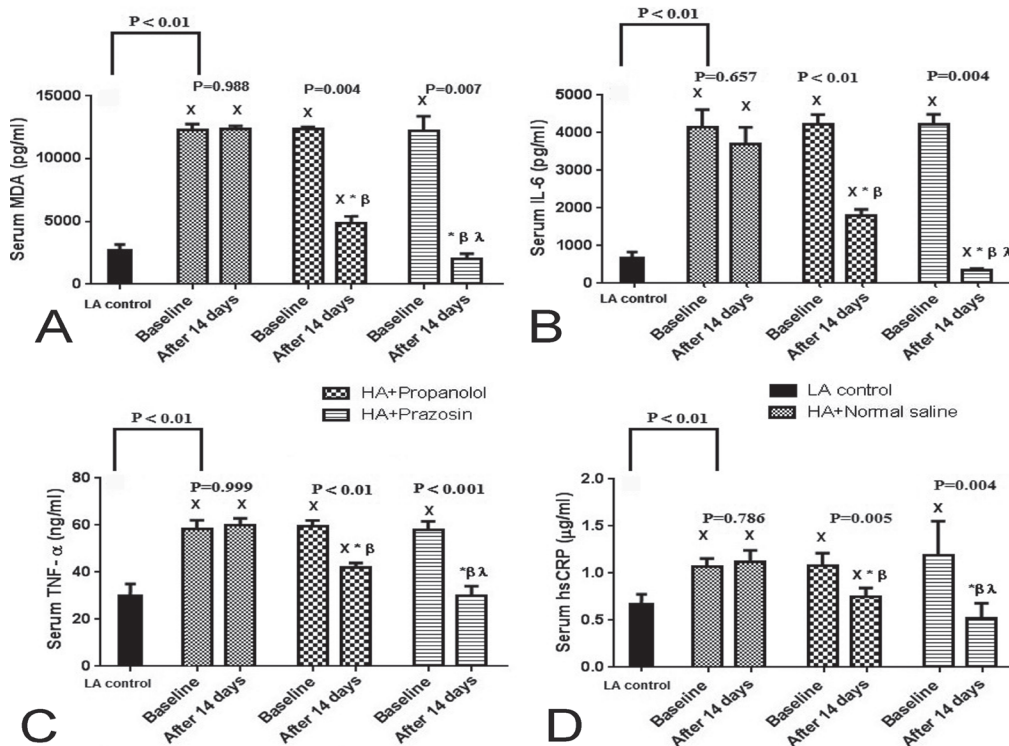 P < 0.01
P=0.988 P=0.004 P=0.007
X X X X
X * β
* β λ
15000
10000
5000
0
Serum MDA (pg/ml)
LA control
Baseline
After 14 days
Baseline
After 14 days
Baseline
After 14 days
A
P < 0.01
P=0.657 P < 0.01 P=0.004
X X X X
X * β
X * β λ
5000
4000
3000
2000
1000
0
Serum IL-6 (pg/ml)
LA control
Baseline
After 14 days
Baseline
After 14 days
Baseline
After 14 days
B
HA+Propanolol
HA+Prazosin
LA control
HA+Normal saline
P < 0.01
P=0.999 P < 0.01 P < 0.001
X X X X
X * β
*β λ
80
60
40
20
0
Serum TNF- α (ng/ml)
LA control
Baseline
After 14 days
Baseline
After 14 days
Baseline
After 14 days
C
P < 0.01
P=0.786 P=0.005 P=0.004
X X X X
X * β
*β λ
2.0
1.5
1.0
0.5
0.0
Serum hsCRP (µg/ml)
LA control
Baseline
After 14 days
Baseline
After 14 days
Baseline
After 14 days
D